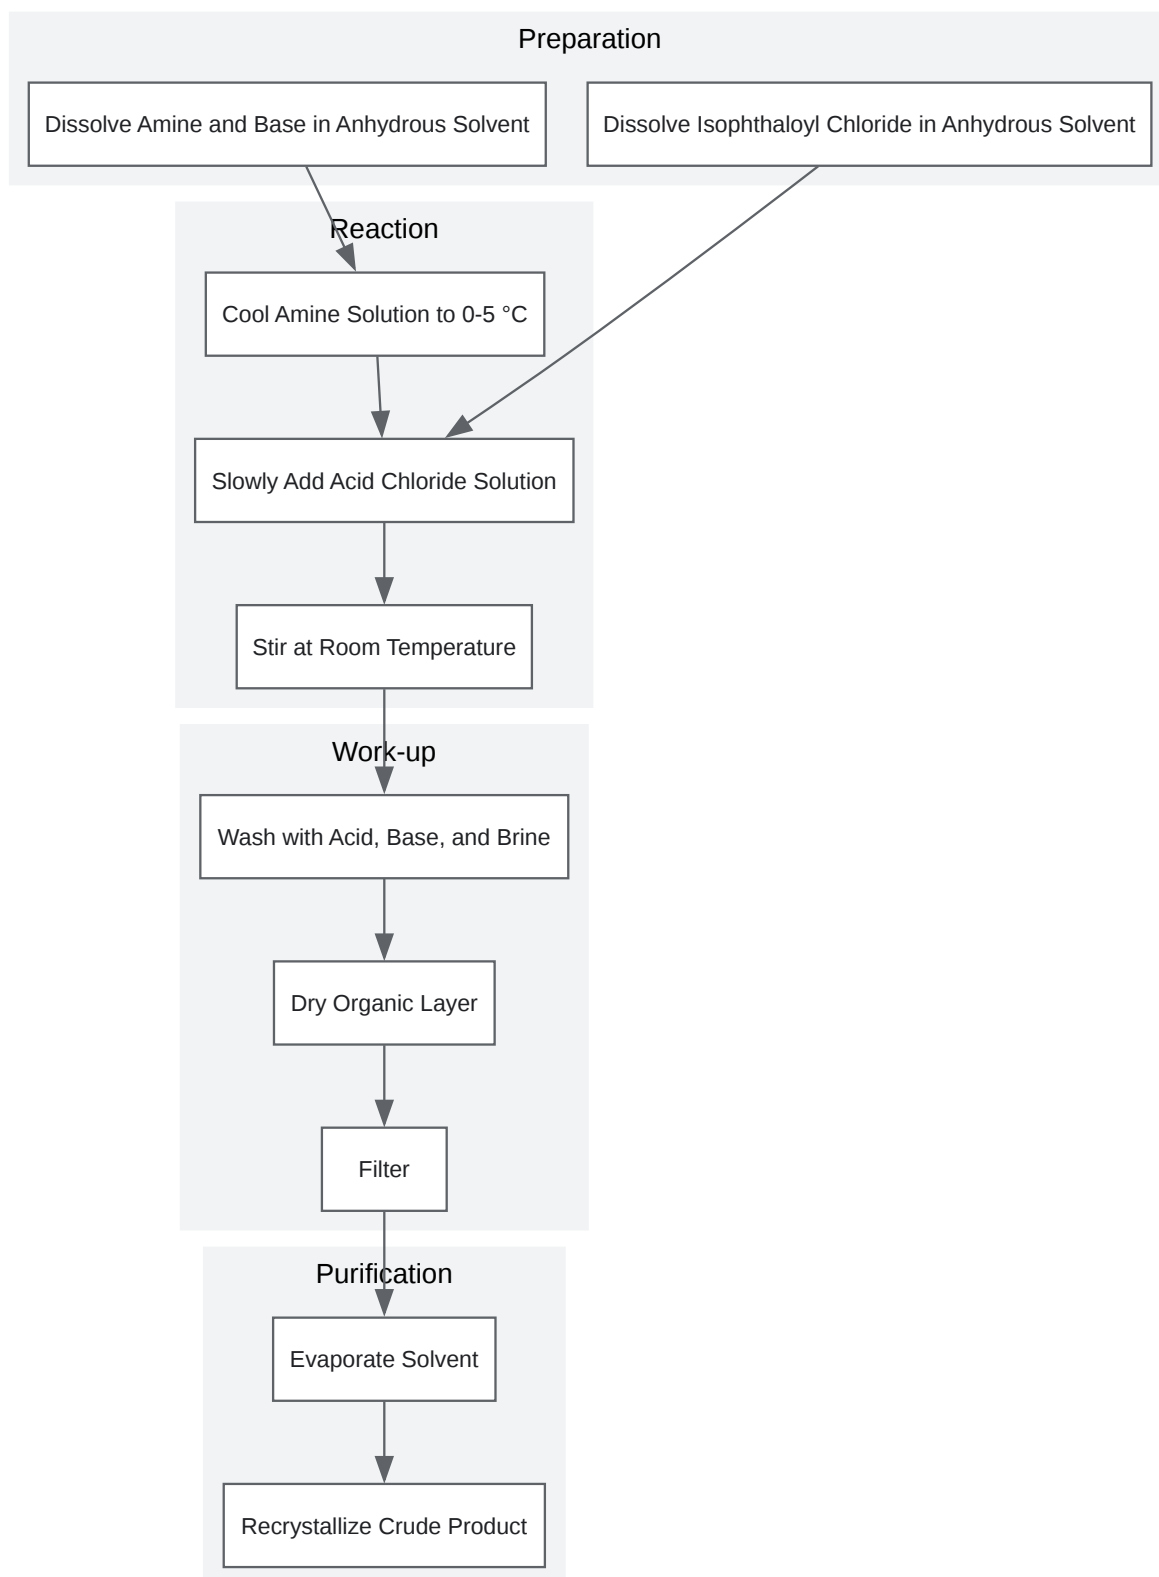 Preparation
Dissolve Amine and Base in Anhydrous Solvent
Dissolve Isophthaloyl Chloride in Anhydrous Solvent
Reaction
Cool Amine Solution to 0-5 °C
Slowly Add Acid Chloride Solution
Stir at Room Temperature
Work-up
Wash with Acid, Base, and Brine
Dry Organic Layer
Filter
Purification
Evaporate Solvent
Recrystallize Crude Product